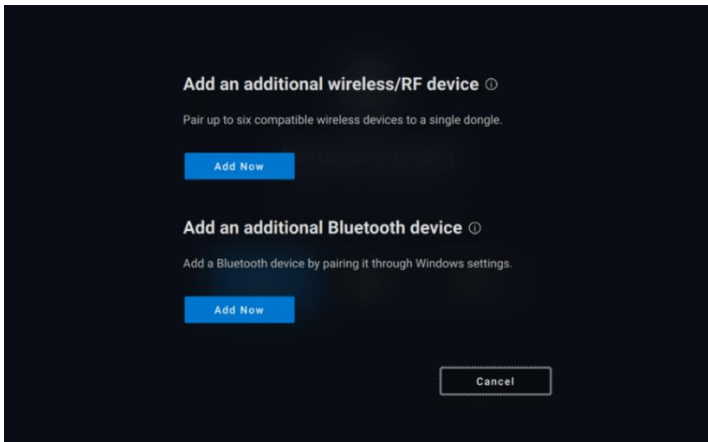 Add an additional wireless/RF device
Pair up to six compatible wireless devices to a single dongle.
Add Now
Add an additional Bluetooth device
Add a Bluetooth device by pairing it through Windows settings.
Add Now
Cancel